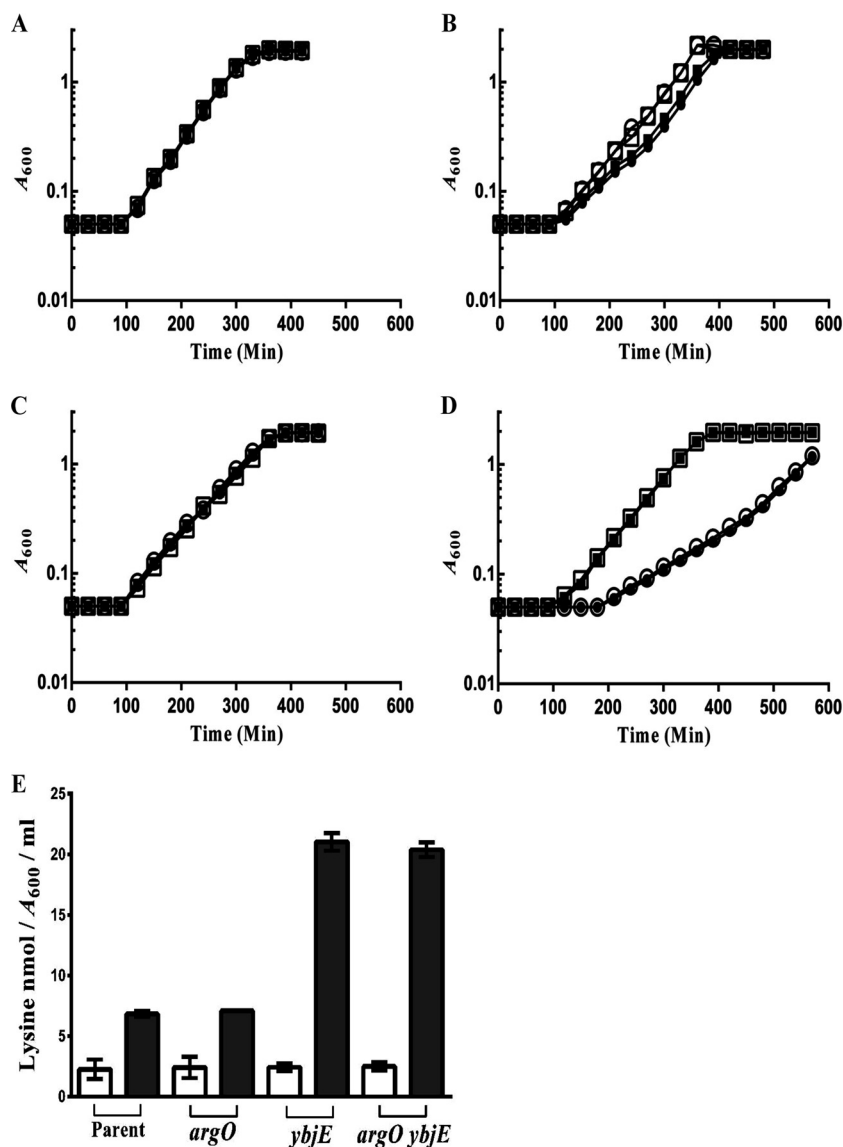 A
B
1
0.1
0.01
A600
0 100 200 300 400 500 600
Time (Min)
1
0.1
0.01
A600
0 100 200 300 400 500 600
Time (Min)
C
D
1
0.1
0.01
A600
0 100 200 300 400 500 600
Time (Min)
1
0.1
0.01
A600
0 100 200 300 400 500 600
Time (Min)
E
Lysine nmol / A600 / ml
25
20
15
10
5
0
Parent argO ybjE argO ybjE